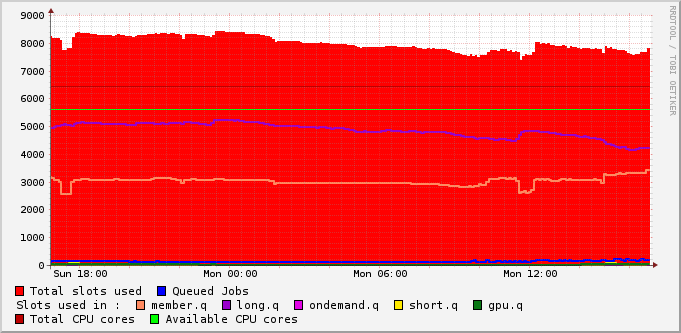 RRDTOOL / TOBI OETIKER
9000
8000
7000
6000
5000
4000
3000
2000
1000
0
Sun 18:00 Mon 00:00 Mon 06:00 Mon 12:00
Total slots used Queued Jobs
Slots used in : member.q long.q ondemand.q short.q gpu.q
Total CPU cores Available CPU cores